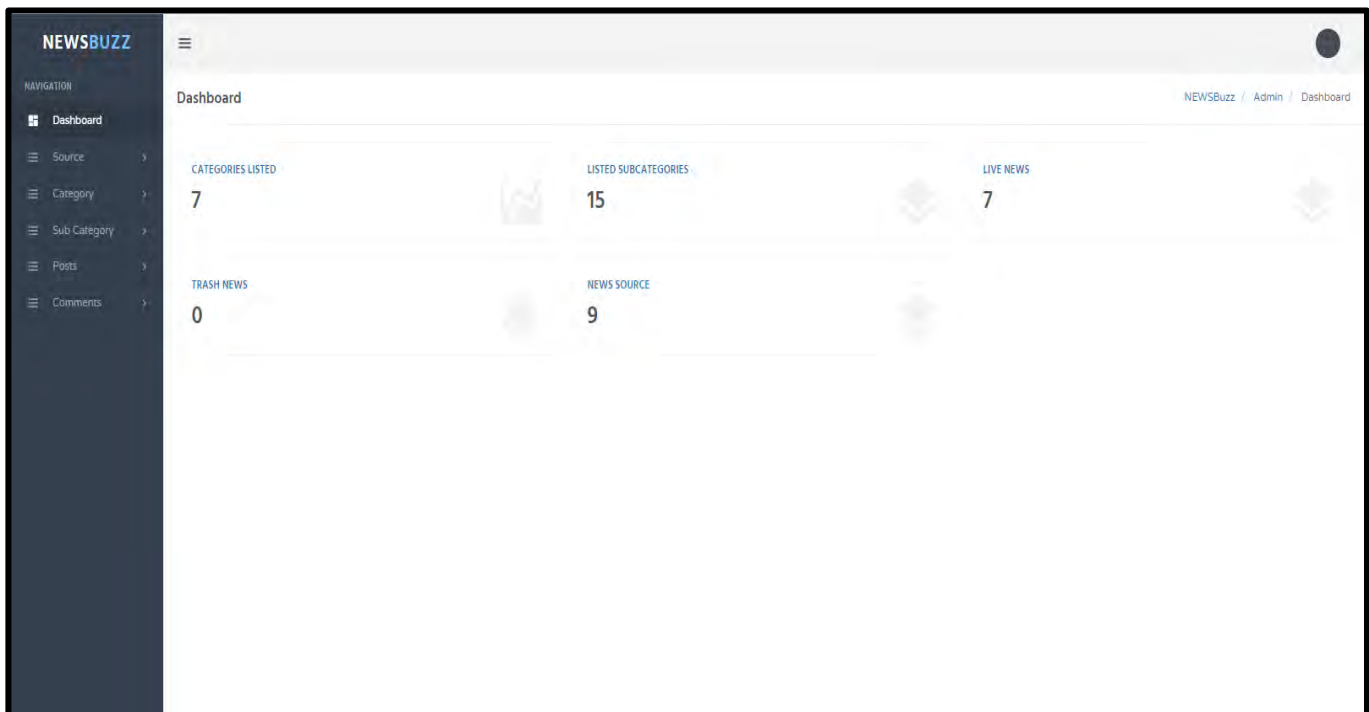 NEWSBUZZ
NAVIGATION
Dashboard
Source
Category
Sub Category
Posts
Comments
Dashboard
NEWSBuzz / Admin / Dashboard
CATEGORIES LISTED
7
LISTED SUBCATEGORIES
15
LIVE NEWS
7
TRASH NEWS
0
NEWS SOURCE
9